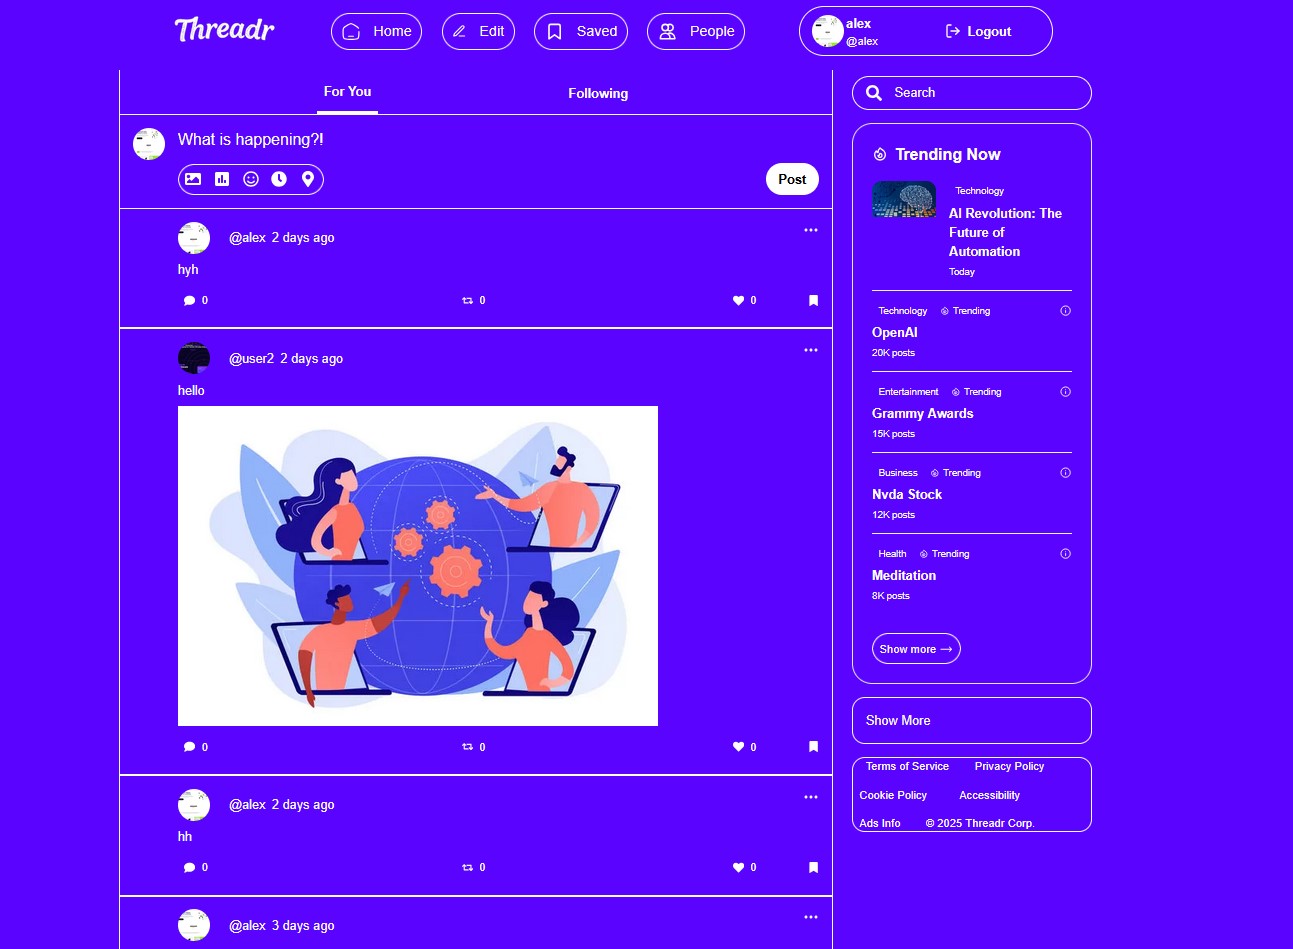 Threadr
Home
Edit
Saved
People
alex
@alex
Logout
For You
Following
What is happening?!
Post
@alex 2 days ago
hyh
0
0
0
@user2 2 days ago
hello
0
0
0
@alex 2 days ago
hh
0
0
0
@alex 3 days ago
Search
Trending Now
Technology
AI Revolution: The
Future of
Automation
Today
Technology Trending
OpenAI
20K posts
Entertainment Trending
Grammy Awards
15K posts
Business Trending
Nvda Stock
12K posts
Health Trending
Meditation
8K posts
Show more →
Show More
Terms of Service Privacy Policy
Cookie Policy Accessibility
Ads Info © 2025 Threadr Corp.